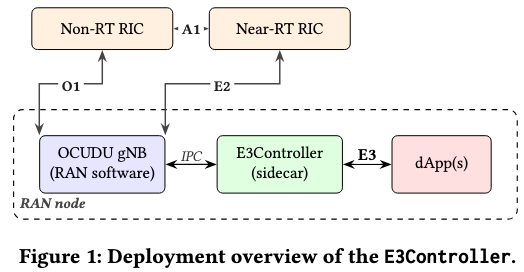 Non-RT RIC
A1
Near-RT RIC
O1
E2
OCUDU gNB
(RAN software)
IPC
E3Controller
(sidecar)
E3
dApp(s)
RAN node
Figure 1: Deployment overview of the E3Controller.